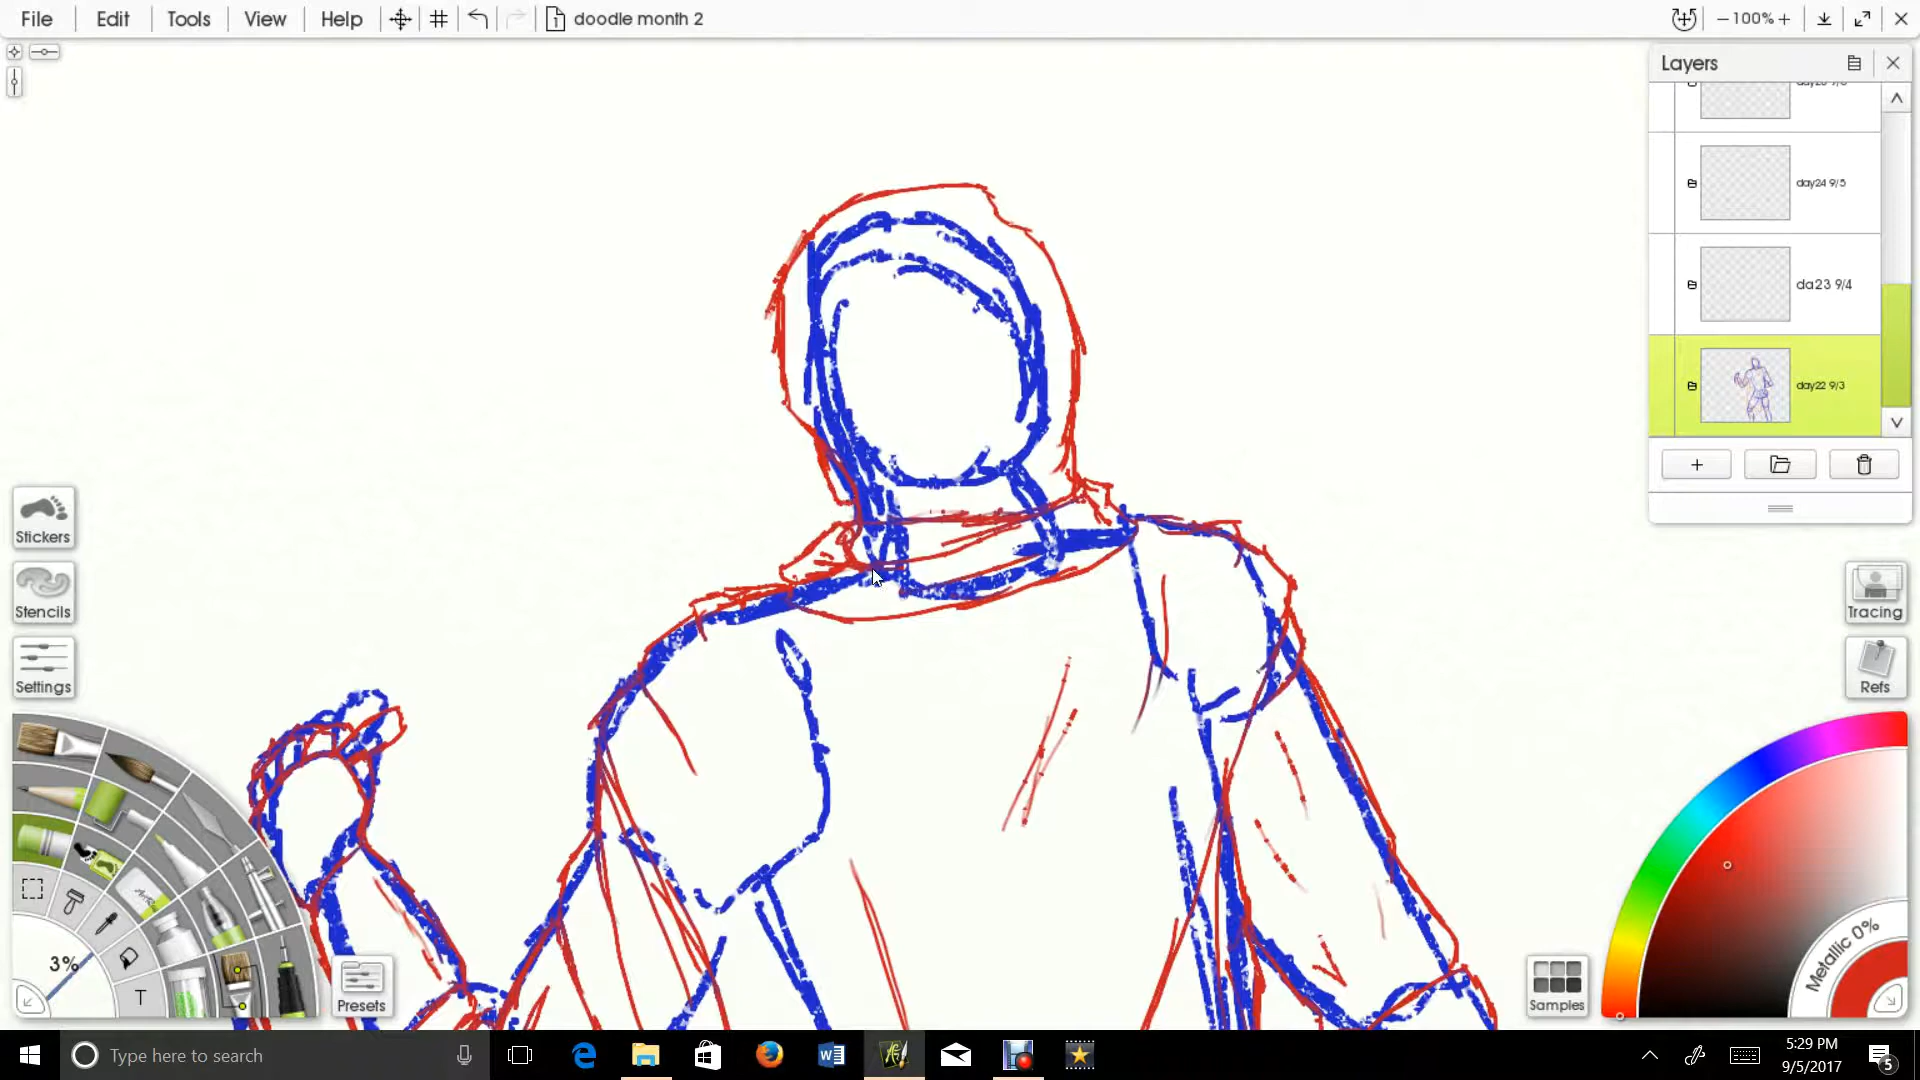 File Edit Tools View Help 1 doodle month 2 −100%+
Layers
day24 9/5
da23 9/4
day22 9/3
Stickers
Stencils
Settings
Tracing
Refs
3%
T
Presets
Samples
Metallic 0%
Type here to search
5:29 PM
9/5/2017
5